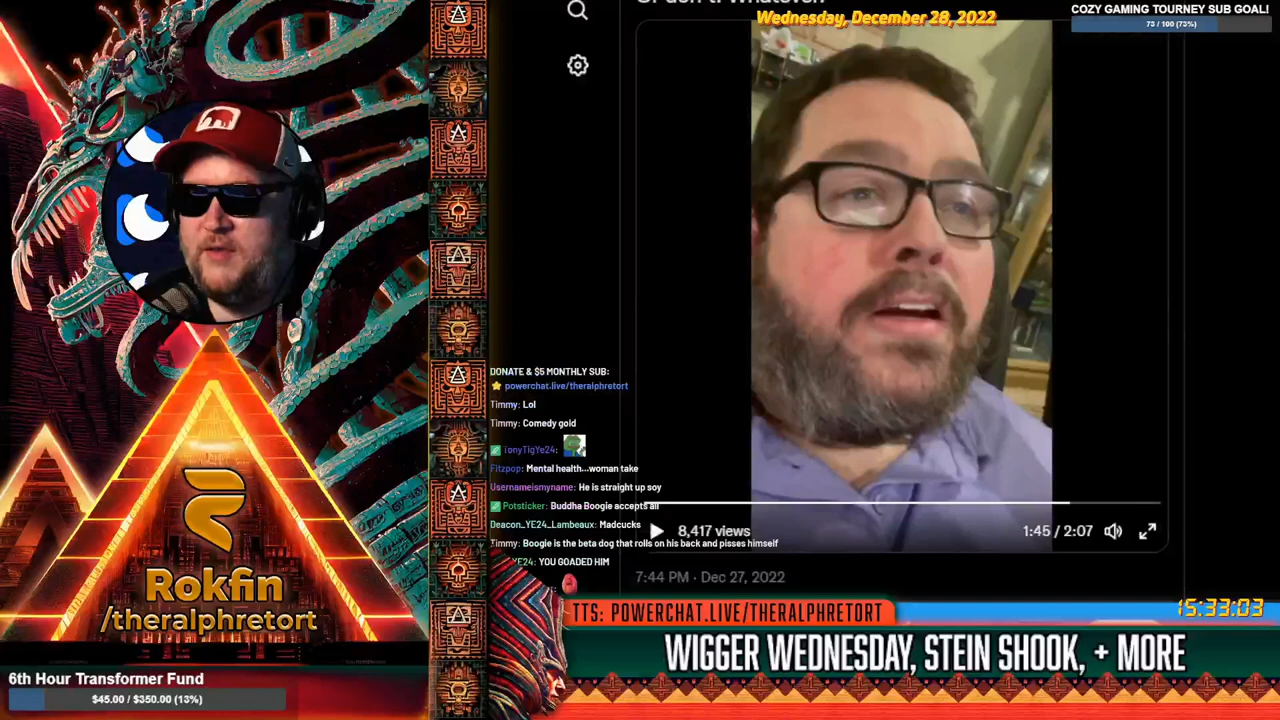 Wednesday, December 28, 2022
COZY GAMING TOURNEY SUB GOAL!
73 / 100 (73%)
DONATE & $5 MONTHLY SUB:
powerchat.live/theralphretort
Timmy: Lol
Timmy: Comedy gold
TonyTigYe24:
Fitzpop: Mental health...woman take
Usernameismyname: He is straight up soy
Potsticker: Buddha Boogie accepts all
Deacon_YE24_Lambeaux: Madcucks
Timmy: Boogie is the beta dog that rolls on his back and pisses himself
YE24: YOU GOADED HIM
8,417 views
1:45 / 2:07
7:44 PM · Dec 27, 2022
Rokfin
/theralphretort
TTS: POWERCHAT.LIVE/THERALPHRETORT
15:33:03
WIGGER WEDNESDAY, STEIN SHOOK, + MORE
6th Hour Transformer Fund
$45.00 / $350.00 (13%)